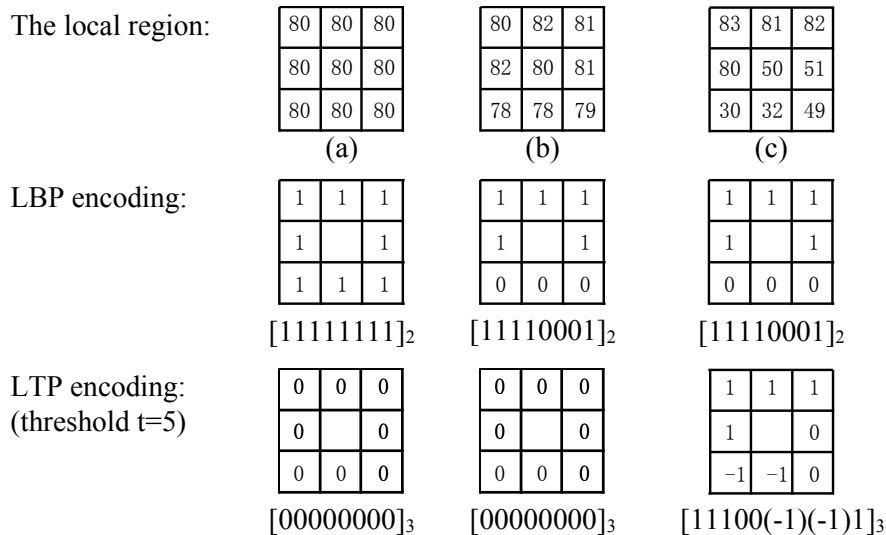 The local region:
80 80 80 80 82 81 83 81 82
80 80 80 82 80 81 80 50 51
80 80 80 78 78 79 30 32 49
(a) (b) (c)
LBP encoding:
1 1 1 1 1 1 1 1 1
1 1 1 1 1 1
1 1 1 0 0 0 0 0 0
[11111111]2 [11110001]2 [11110001]2
LTP encoding:
(threshold t=5)
0 0 0 0 0 0 1 1 1
0 0 0 0 1 0
0 0 0 0 0 0 -1 -1 0
[00000000]3 [00000000]3 [11100(-1)(-1)1]3